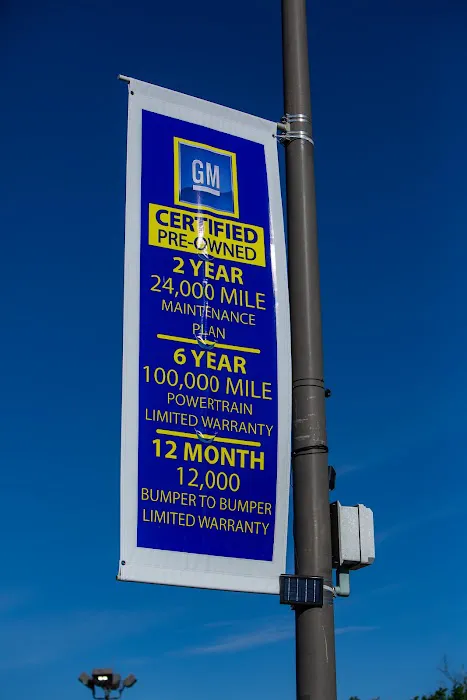 GM
CERTIFIED
PRE-OWNED
2 YEAR
24,000 MILE
MAINTENANCE
PLAN
6 YEAR
100,000 MILE
POWERTRAIN
LIMITED WARRANTY
12 MONTH
12,000
BUMPER TO BUMPER
LIMITED WARRANTY